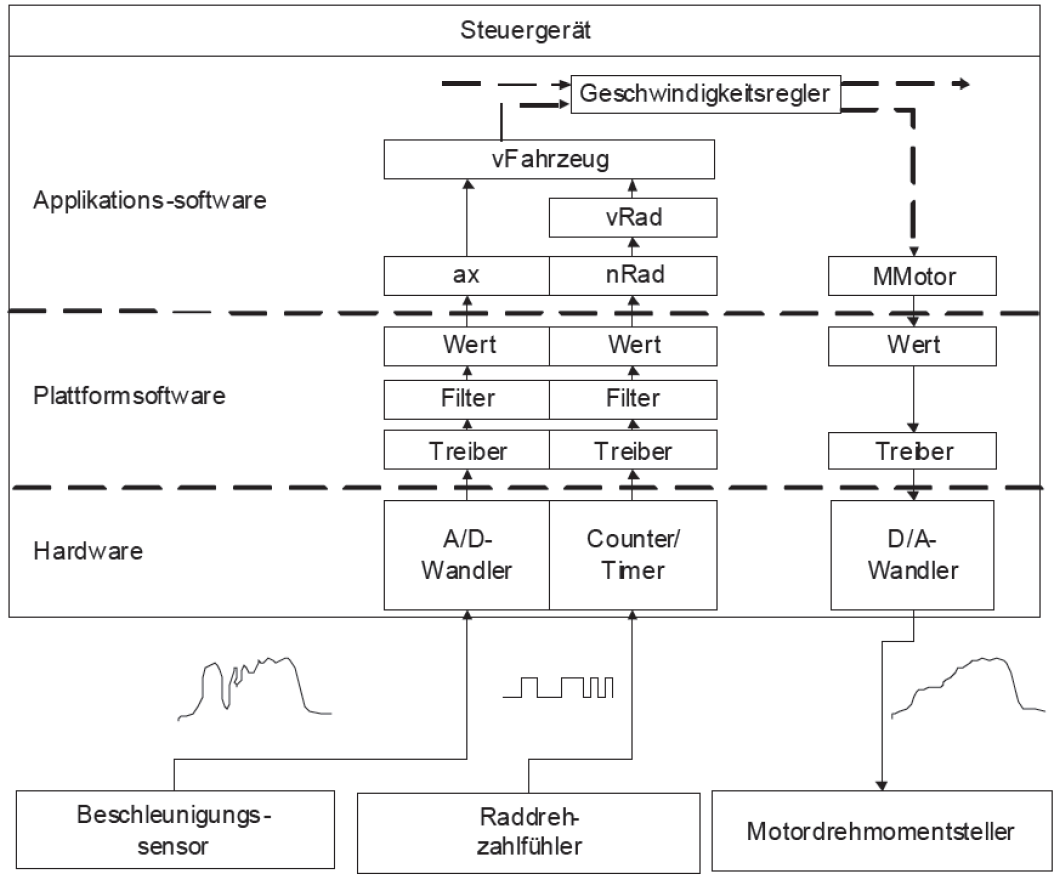 Steuergerät
Geschwindigkeitsregler
vFahrzeug
Applikations-software
vRad
ax
nRad
MMotor
Wert
Wert
Wert
Plattformsoftware
Filter
Filter
Treiber
Treiber
Treiber
Hardware
A/D-
Wandler
Counter/
Timer
D/A-
Wandler
Beschleunigungs-
sensor
Raddreh-
zahlfühler
Motordrehmomentsteller